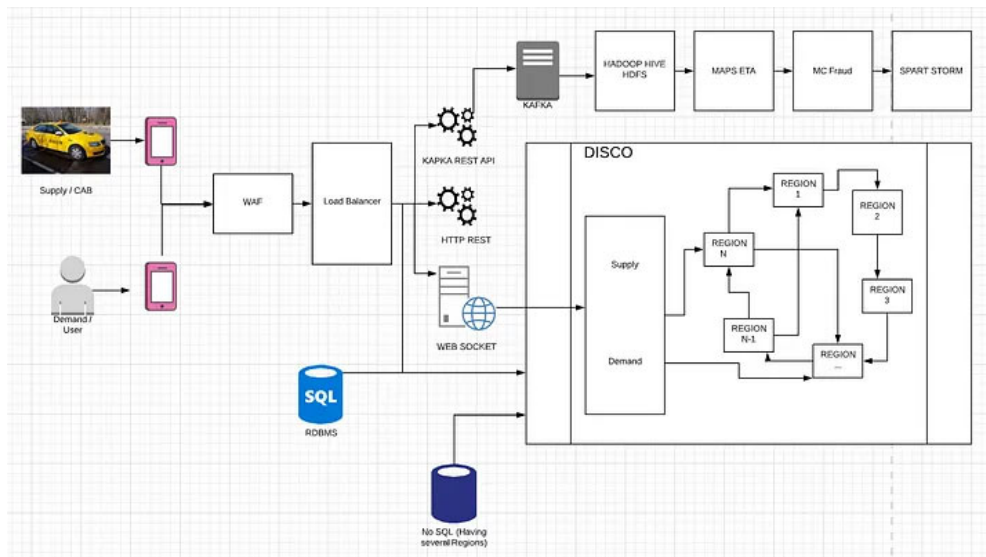 HADOOP HIVE
HDFS
MAPS ETA
MC Fraud
SPART STORM
KAFKA
KAPKA REST API
Supply / CAB
WAF
Load Balancer
HTTP REST
Demand /
User
WEB SOCKET
SQL
RDBMS
No SQL (Having
several Regions)
DISCO
Supply
Demand
REGION
1
REGION
2
REGION
3
REGION
...
REGION
N-1
REGION
N